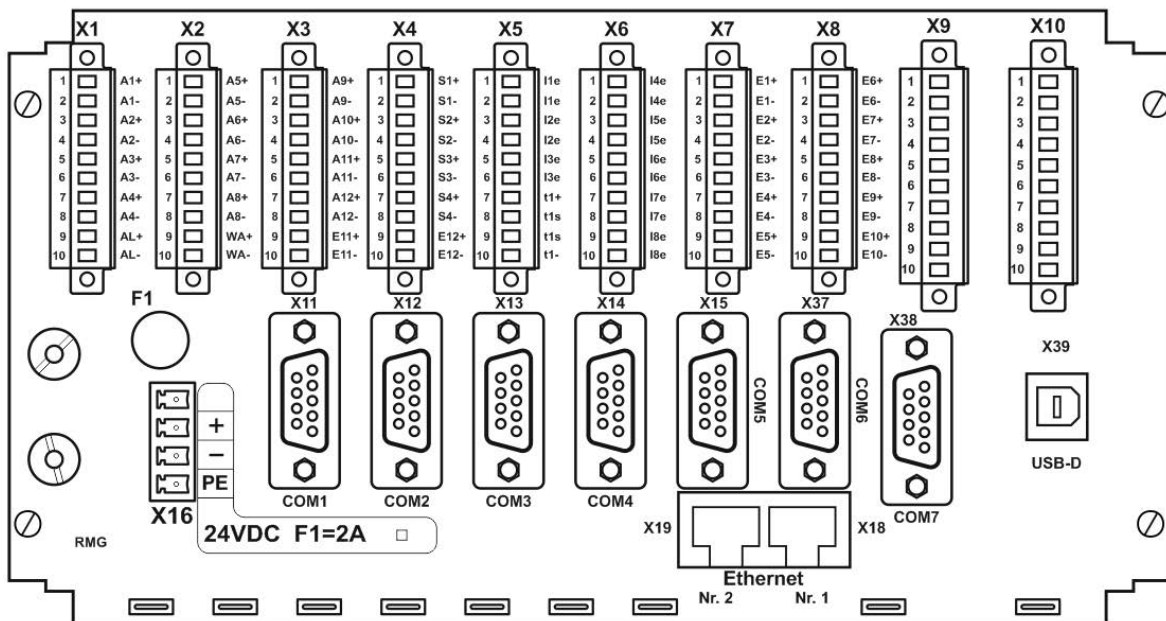 X1 X2 X3 X4 X5 X6 X7 X8 X9 X10
1 A1+ 1 A5+ 1 A9+ 1 S1+ 1 I1e 1 I4e 1 E1+ 1 E6+ 1 1
2 A1- 2 A5- 2 A9- 2 S1- 2 I1e 2 I4e 2 E1- 2 E6- 2 2
3 A2+ 3 A6+ 3 A10+ 3 S2+ 3 I2e 3 I5e 3 E2+ 3 E7+ 3 3
4 A2- 4 A6- 4 A10- 4 S2- 4 I2e 4 I5e 4 E2- 4 E7- 4 4
5 A3+ 5 A7+ 5 A11+ 5 S3+ 5 I3e 5 I6e 5 E3+ 5 E8+ 5 5
6 A3- 6 A7- 6 A11- 6 S3- 6 I3e 6 I6e 6 E3- 6 E8- 6 6
7 A4+ 7 A8+ 7 A12+ 7 S4+ 7 t1+ 7 I7e 7 E4+ 7 E9+ 7 7
8 A4- 8 A8- 8 A12- 8 S4- 8 t1s 8 I7e 8 E4- 8 E9- 8 8
9 AL+ 9 WA+ 9 E11+ 9 E12+ 9 t1s 9 I8e 9 E5+ 9 E10+ 9 9
10 AL- 10 WA- 10 E11- 10 E12- 10 t1- 10 I8e 10 E5- 10 E10- 10 10
F1 X11 X12 X13 X14 X15 X37 X38 X39
COM5 COM6
+
−
PE
USB-D
COM1 COM2 COM3 COM4 COM7
X16
24VDC F1=2A
RMG
X19 X18
Ethernet
Nr. 2 Nr. 1